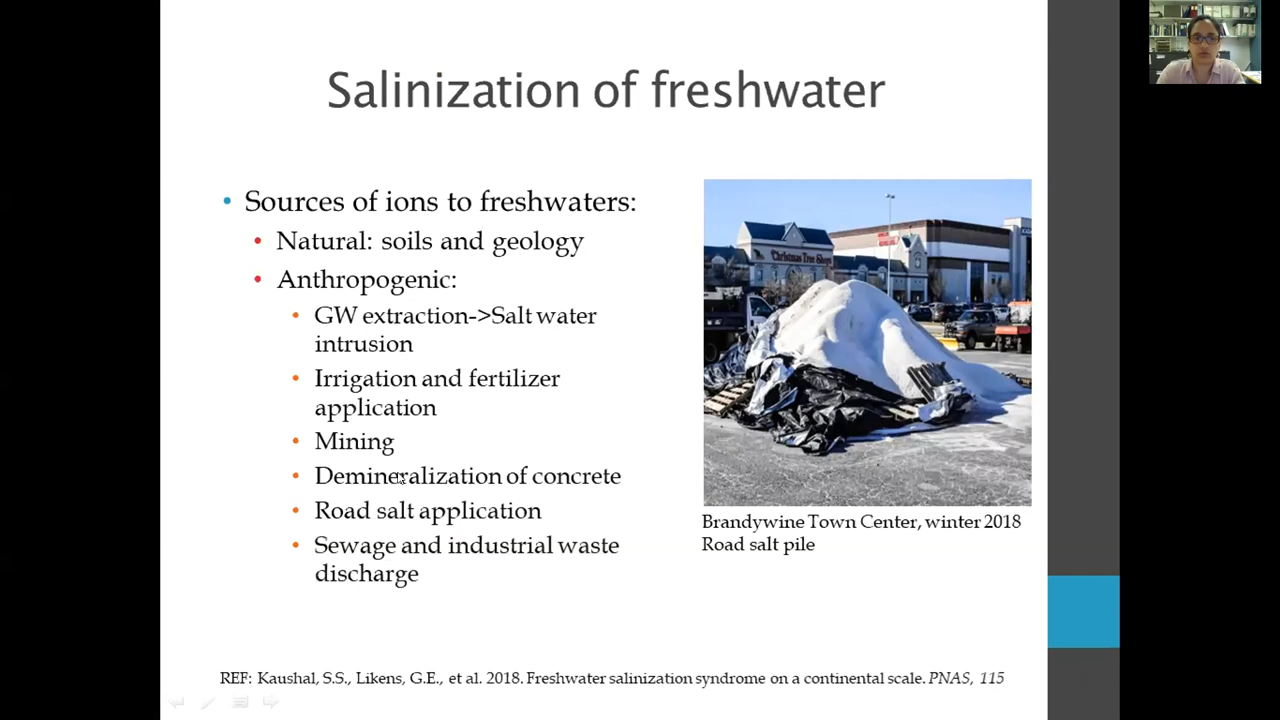 Salinization of freshwater
Sources of ions to freshwaters:
Natural: soils and geology
Anthropogenic:
GW extraction->Salt water
intrusion
Irrigation and fertilizer
application
Mining
Demineralization of concrete
Road salt application
Sewage and industrial waste
discharge
Christmas Tree Shops
Brandywine Town Center, winter 2018
Road salt pile
REF: Kaushal, S.S., Likens, G.E., et al. 2018. Freshwater salinization syndrome on a continental scale. PNAS, 115